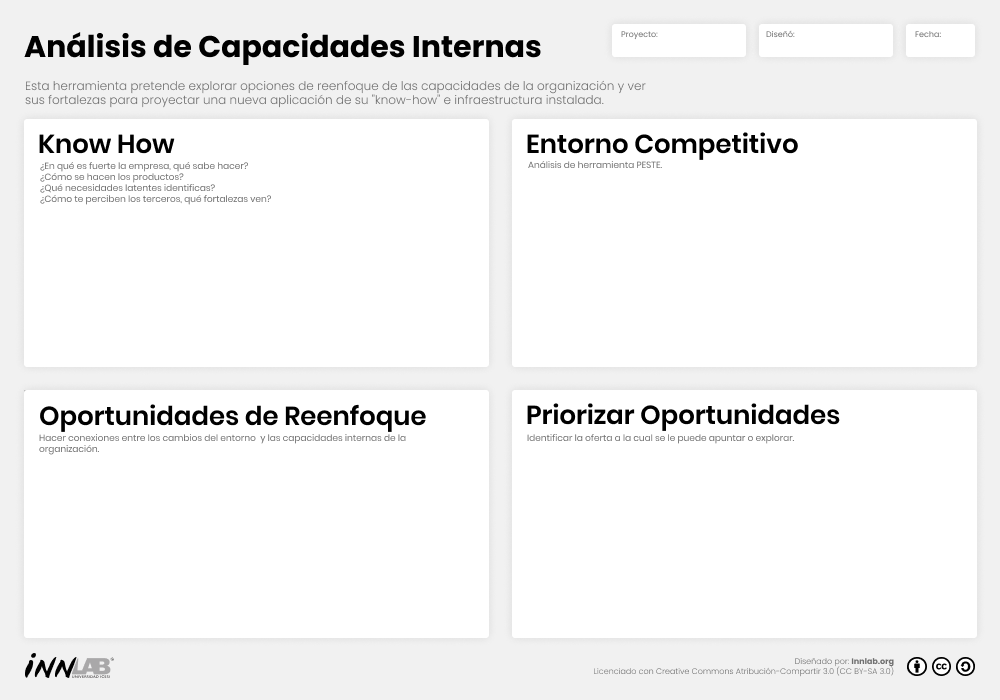 Análisis de Capacidades Internas
Proyecto:
Diseñó:
Fecha:
Esta herramienta pretende explorar opciones de reenfoque de las capacidades de la organización y ver
sus fortalezas para proyectar una nueva aplicación de su "know-how" e infraestructura instalada.
Know How
¿En qué es fuerte la empresa, qué sabe hacer?
¿Cómo se hacen los productos?
¿Qué necesidades latentes identificas?
¿Cómo te perciben los terceros, qué fortalezas ven?
Entorno Competitivo
Análisis de herramienta PESTE.
Oportunidades de Reenfoque
Hacer conexiones entre los cambios del entorno y las capacidades internas de la
organización.
Priorizar Oportunidades
Identificar la oferta a la cual se le puede apuntar o explorar.
iNNLAB
UNIVERSIDAD ICESI
Diseñado por: Innlab.org
Licenciado con Creative Commons Atribución-Compartir 3.0 (CC BY-SA 3.0)
cc